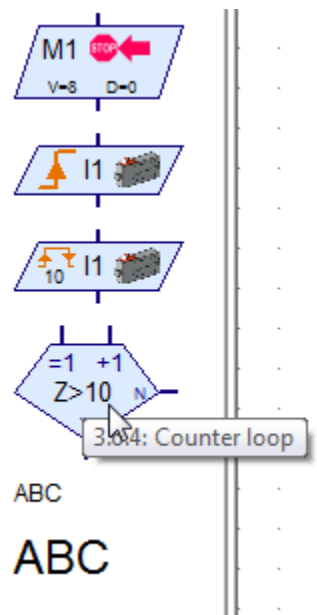 M1 STOP
V=8 D=0
I1
10 I1
=1 +1
Z>10 N
3.6.4: Counter loop
ABC
ABC